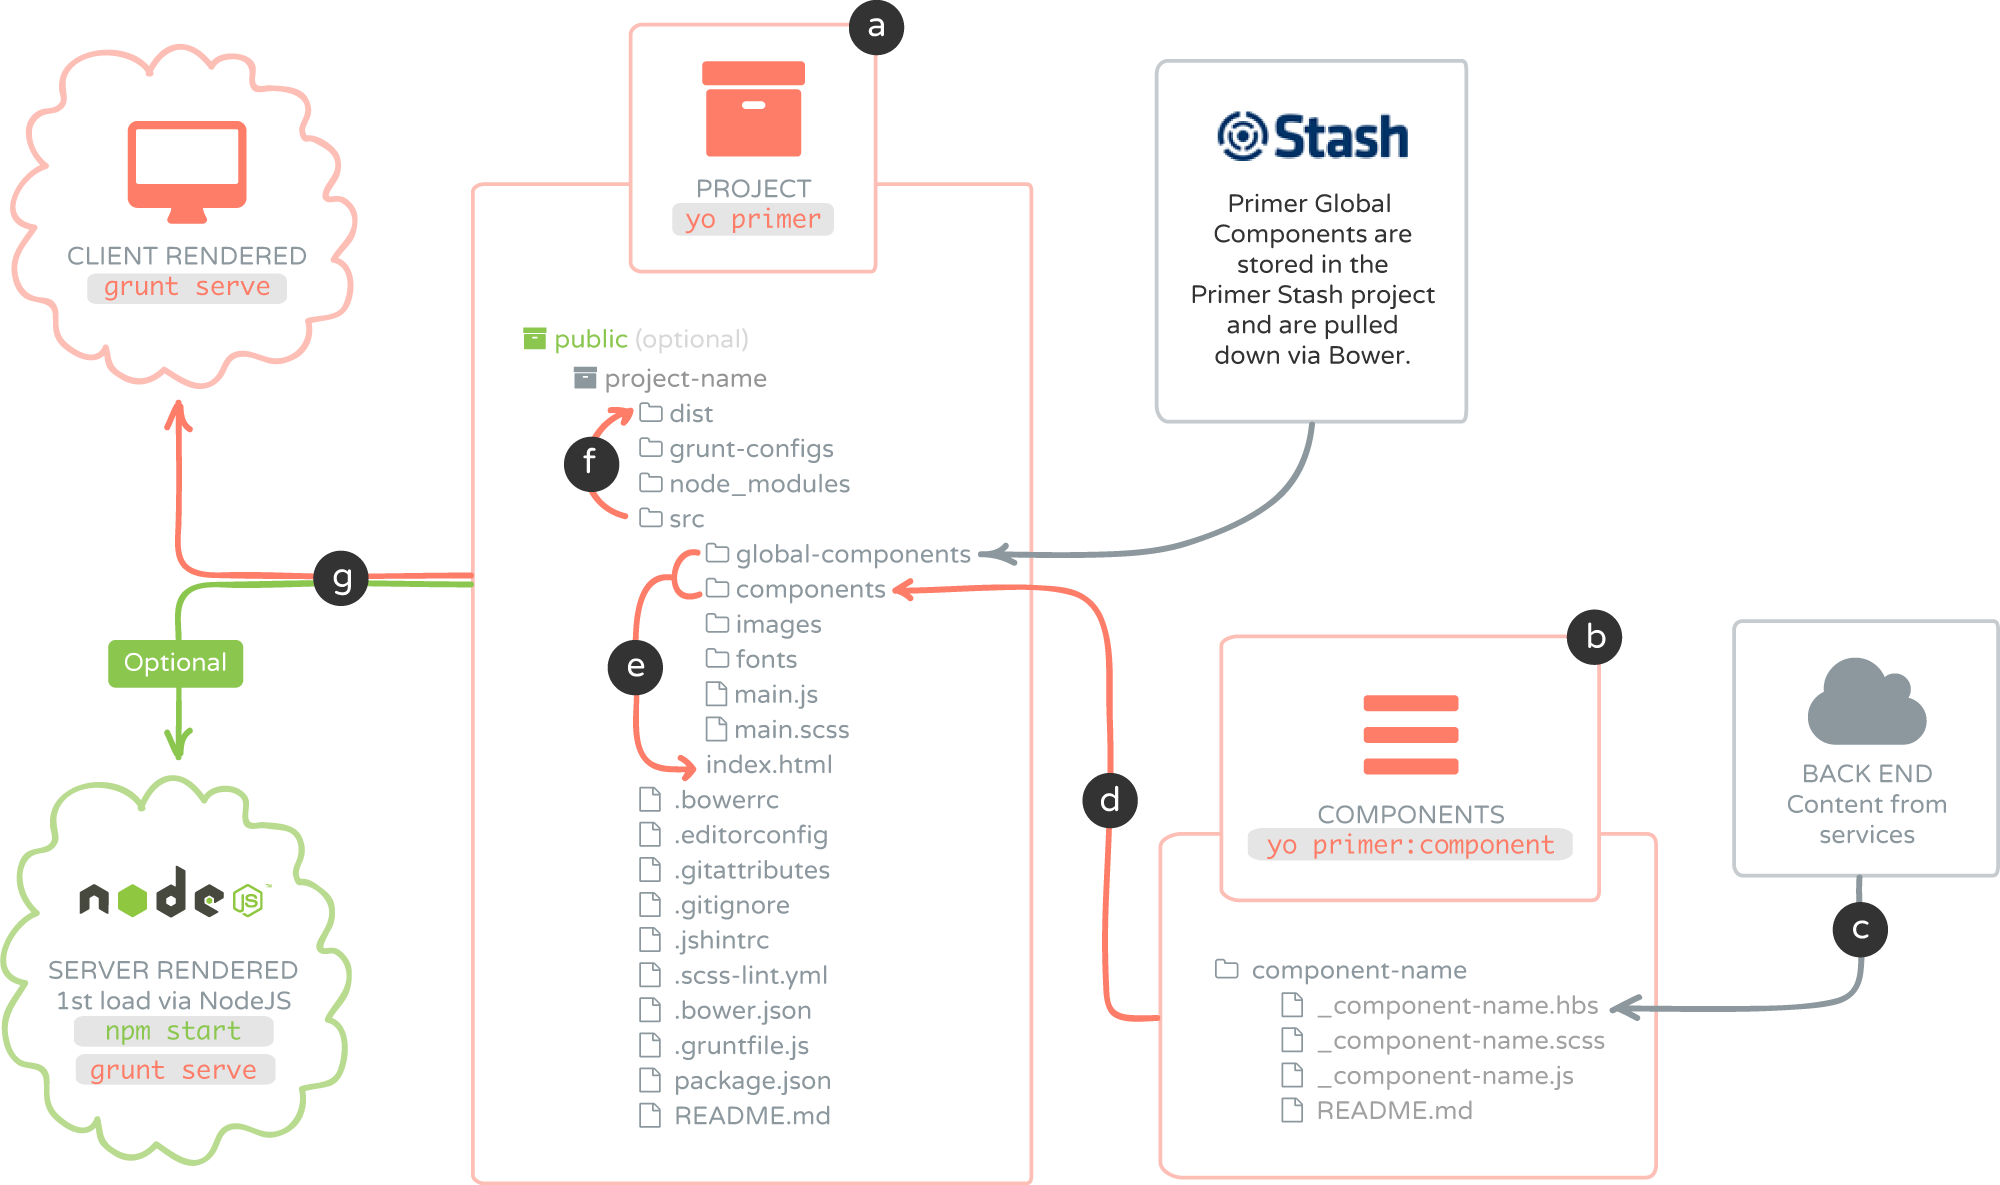 a
PROJECT
yo primer
CLIENT RENDERED
grunt serve
Stash
Primer Global
Components are
stored in the
Primer Stash project
and are pulled
down via Bower.
public (optional)
project-name
dist
grunt-configs
node_modules
src
global-components
components
images
fonts
main.js
main.scss
index.html
.bowerrc
.editorconfig
.gitattributes
.gitignore
.jshintrc
.scss-lint.yml
.bower.json
.gruntfile.js
package.json
README.md
f
e
g
Optional
node JS ™
SERVER RENDERED
1st load via NodeJS
npm start
grunt serve
d
b
COMPONENTS
yo primer:component
component-name
_component-name.hbs
_component-name.scss
_component-name.js
README.md
BACK END
Content from
services
c